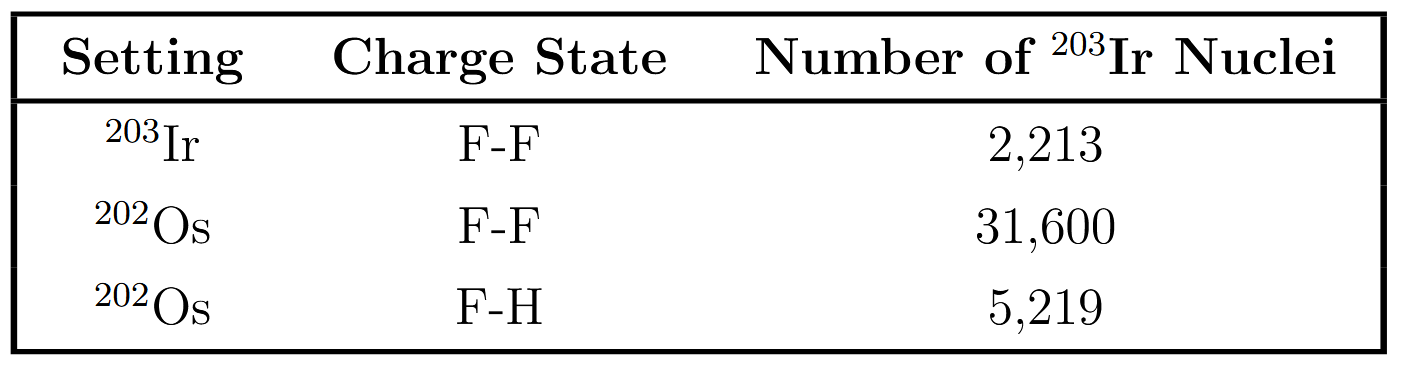 Setting Charge State Number of ²⁰³Ir Nuclei
²⁰³Ir F-F 2,213
²⁰²Os F-F 31,600
²⁰²Os F-H 5,219